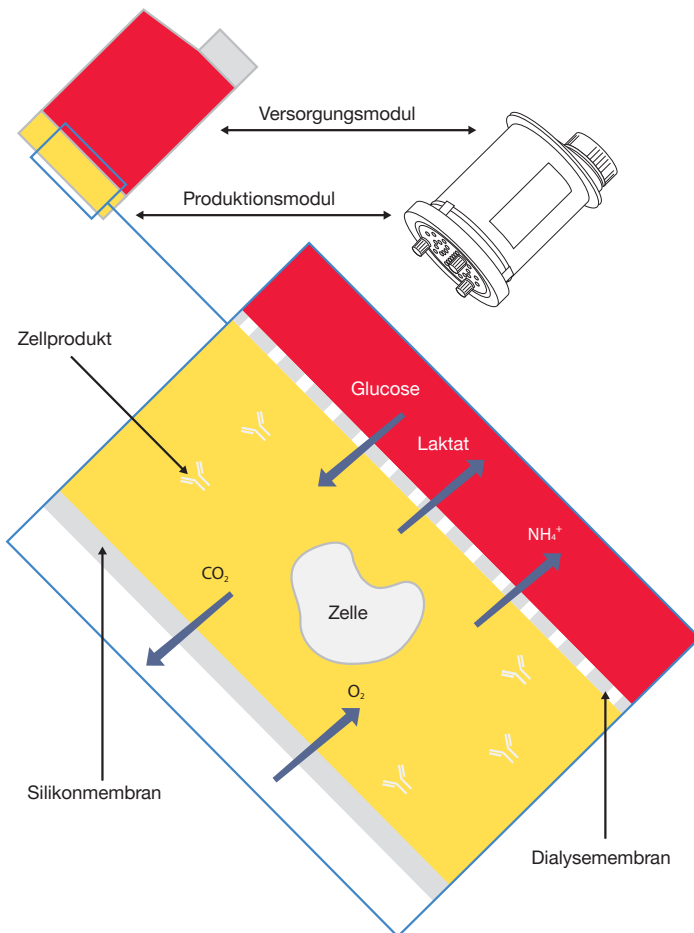 Versorgungsmodul
Produktionsmodul
Zellprodukt
Glucose
Laktat
NH₄⁺
CO₂
Zelle
O₂
Silikonmembran
Dialysemembran